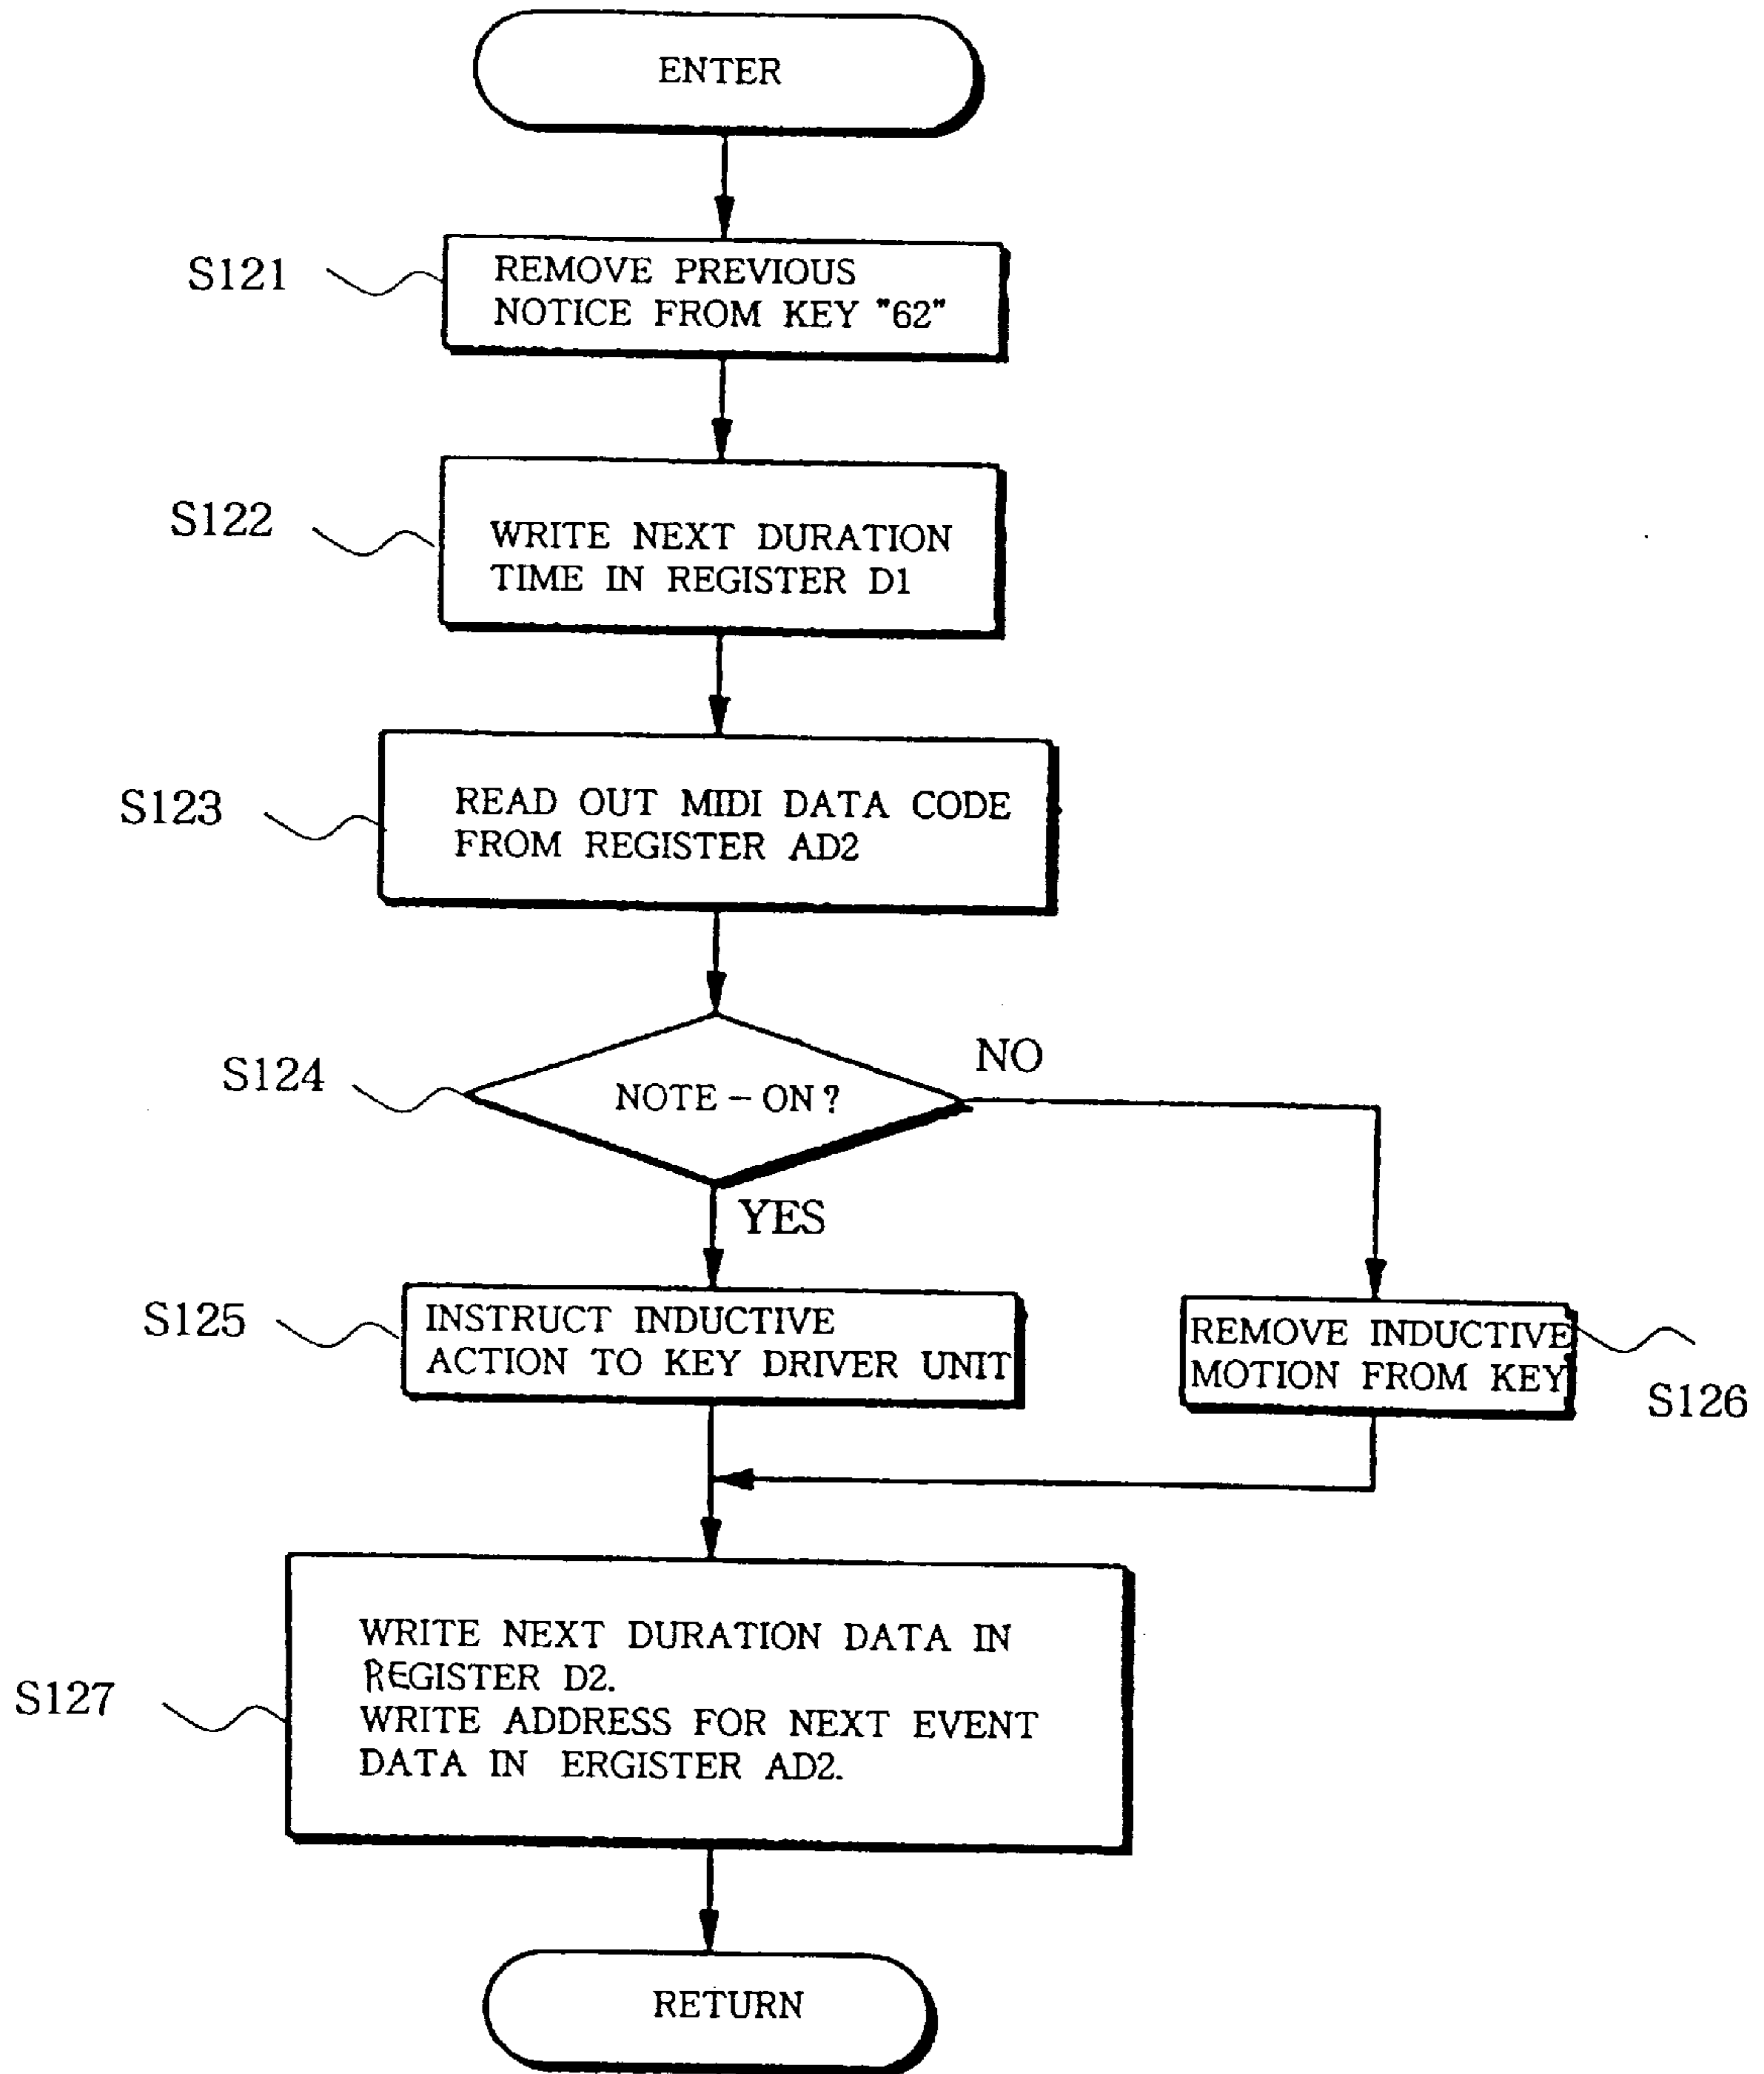 ENTER
S121
REMOVE PREVIOUS
NOTICE FROM KEY "62"
S122
WRITE NEXT DURATION
TIME IN REGISTER D1
S123
READ OUT MIDI DATA CODE
FROM REGISTER AD2
S124
NOTE-ON?
NO
YES
S125
INSTRUCT INDUCTIVE
ACTION TO KEY DRIVER UNIT
REMOVE INDUCTIVE
MOTION FROM KEY
S126
S127
WRITE NEXT DURATION DATA IN
REGISTER D2.
WRITE ADDRESS FOR NEXT EVENT
DATA IN ERGISTER AD2.
RETURN